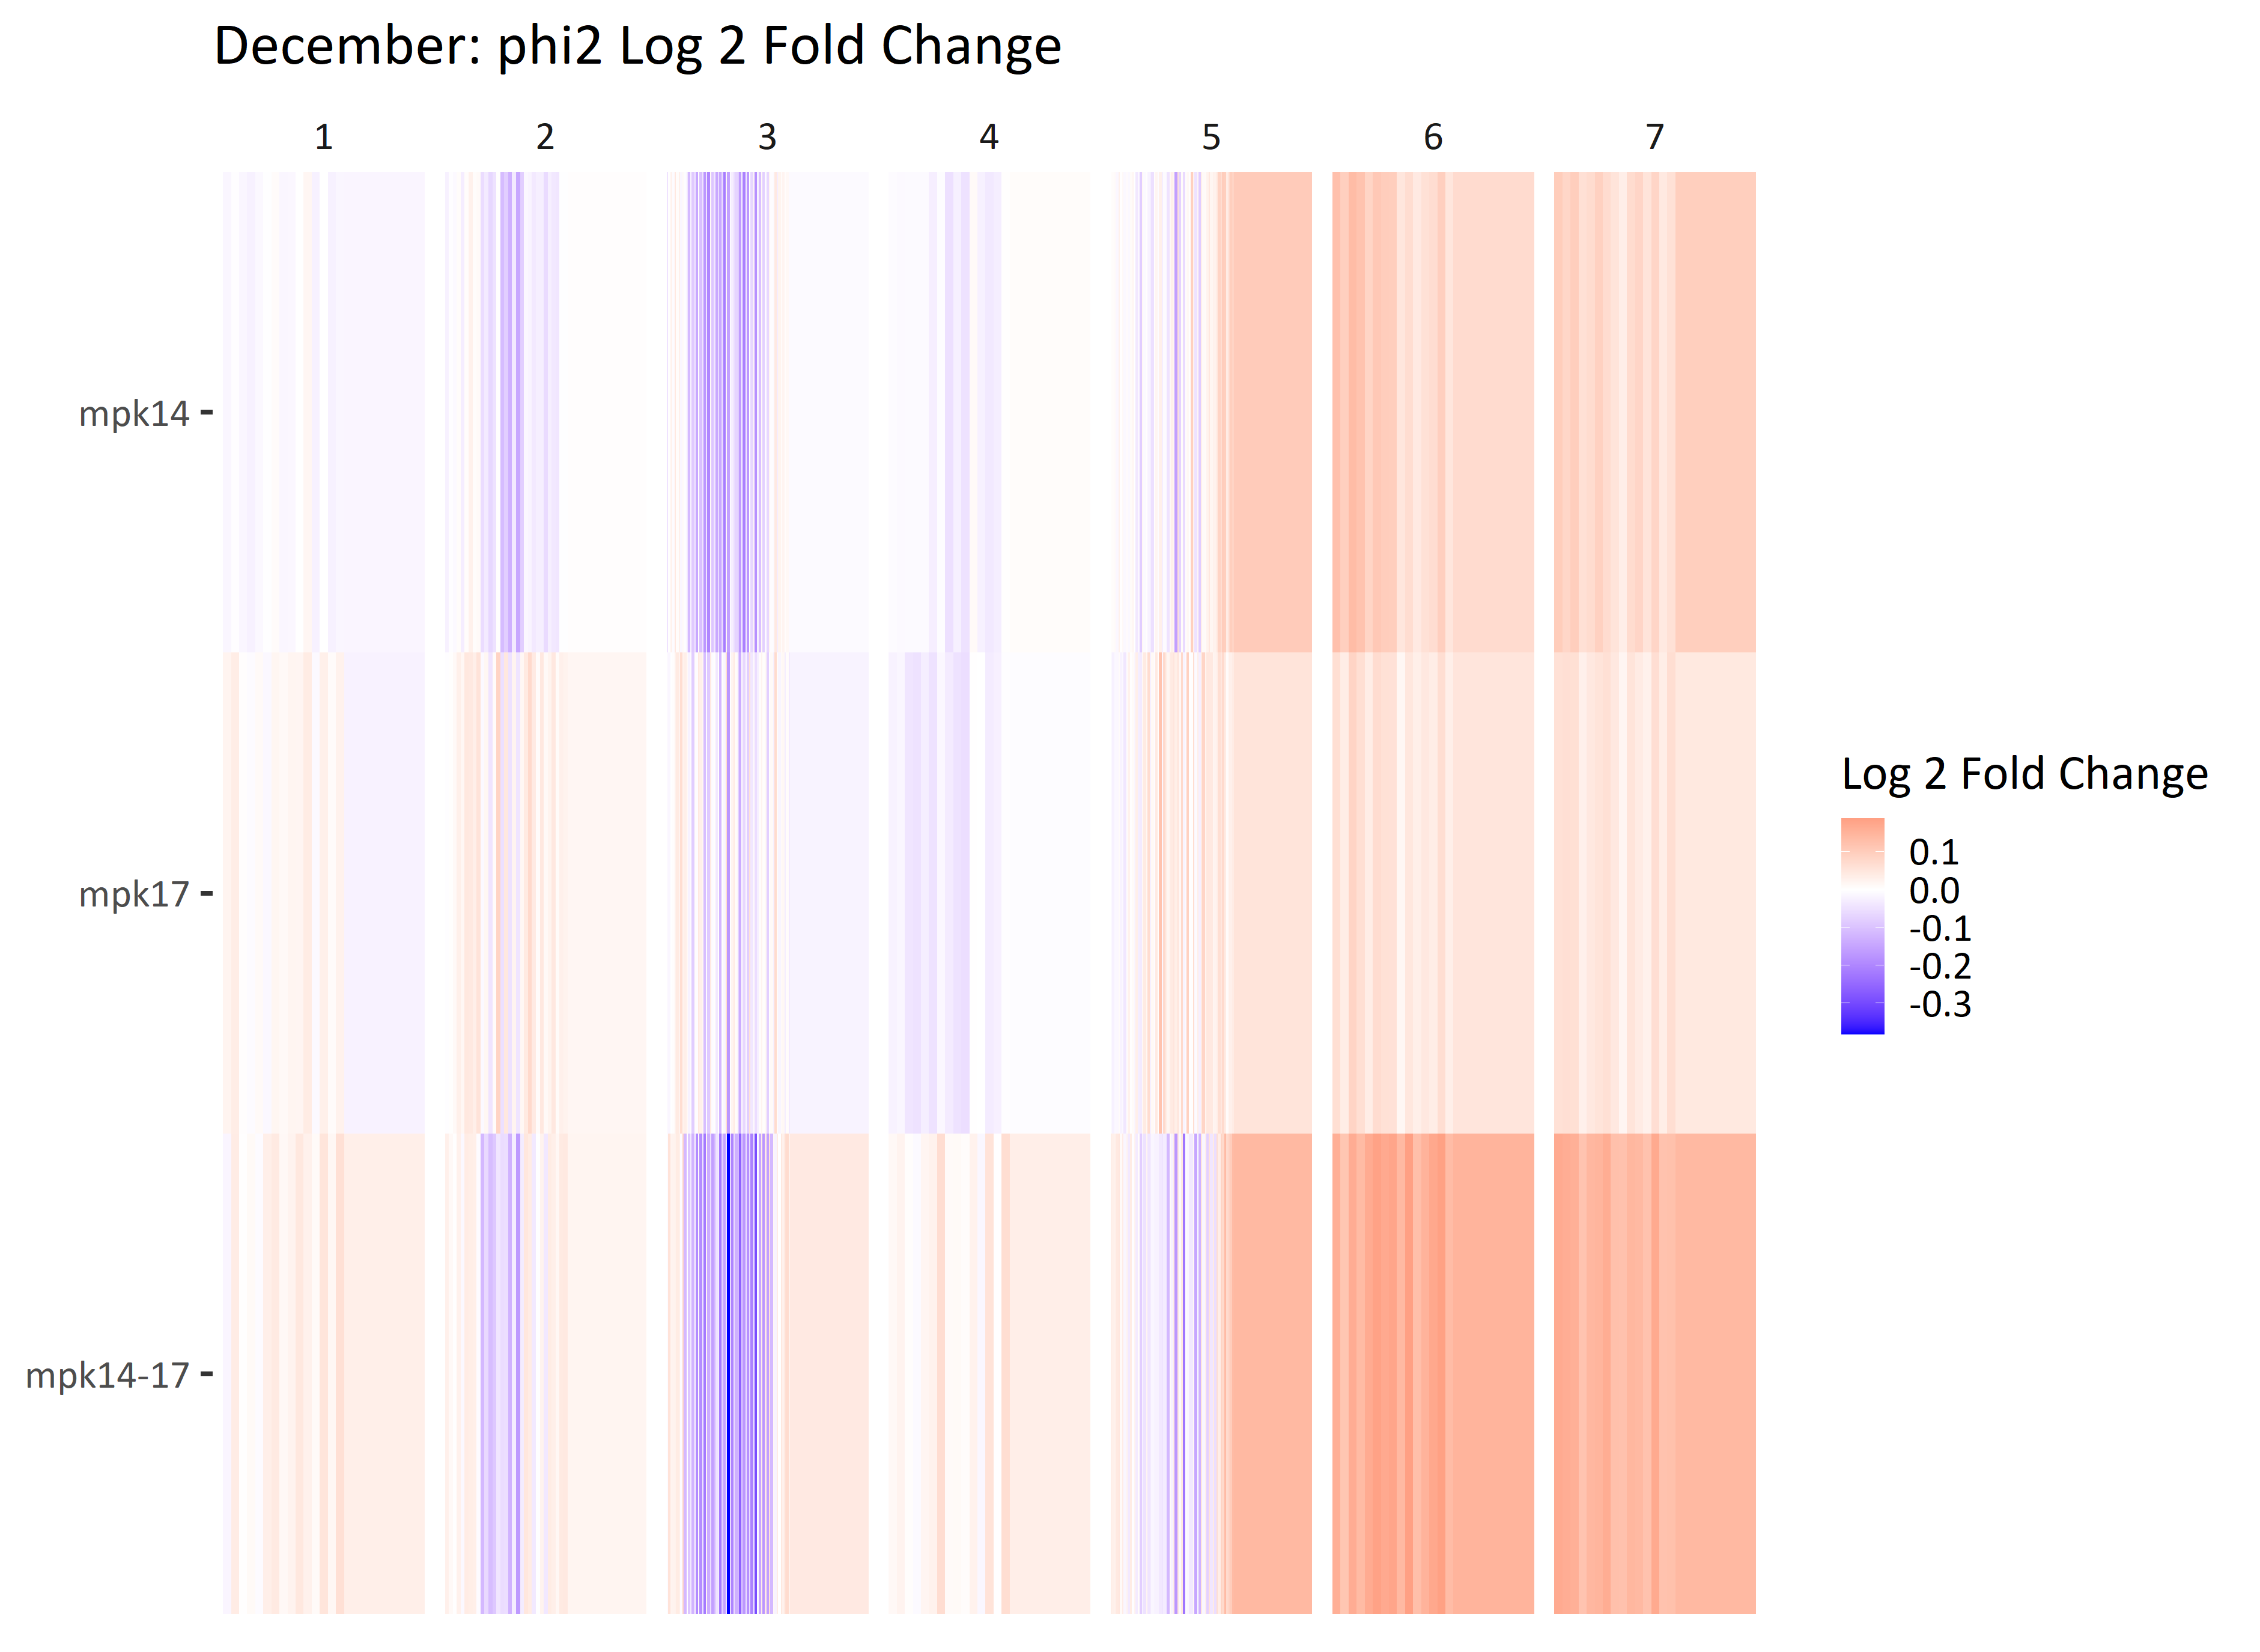 December: phi2 Log 2 Fold Change
1 2 3 4 5 6 7
mpk14
mpk17
mpk14-17
Log 2 Fold Change
0.1
0.0
-0.1
-0.2
-0.3